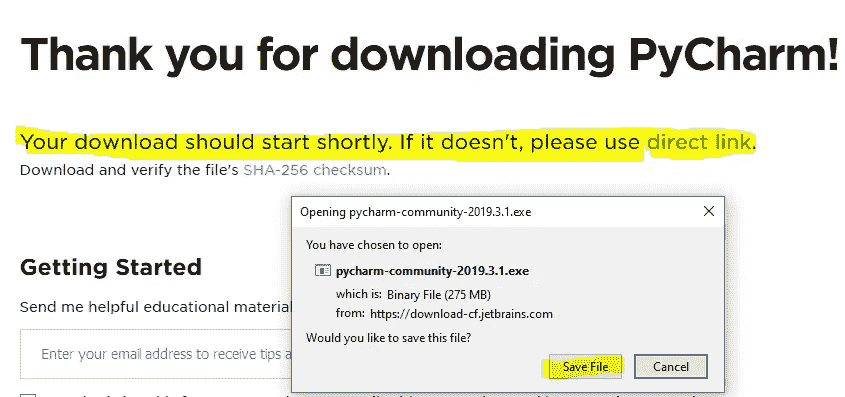 Thank you for downloading PyCharm!
Your download should start shortly. If it doesn't, please use direct link.
Download and verify the file's SHA-256 checksum.
Opening pycharm-community-2019.3.1.exe
You have chosen to open:
pycharm-community-2019.3.1.exe
which is: Binary File (275 MB)
from: https://download-cf.jetbrains.com
Would you like to save this file?
Save File Cancel
Getting Started
Send me helpful educational material
Enter your email address to receive tips a